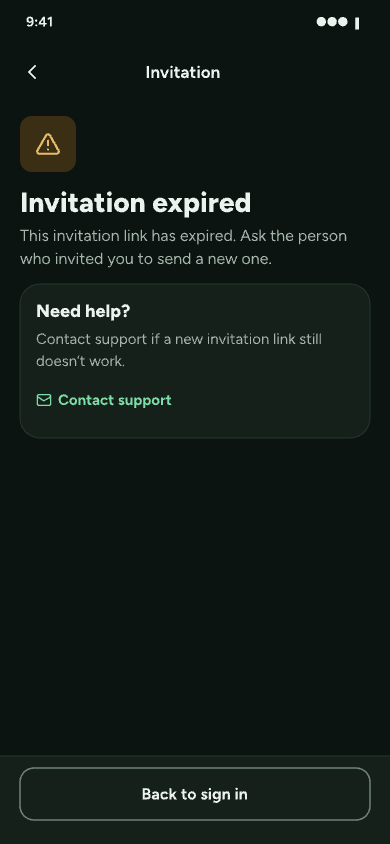 9:41
Invitation
Invitation expired
This invitation link has expired. Ask the person
who invited you to send a new one.
Need help?
Contact support if a new invitation link still
doesn't work.
Contact support
Back to sign in